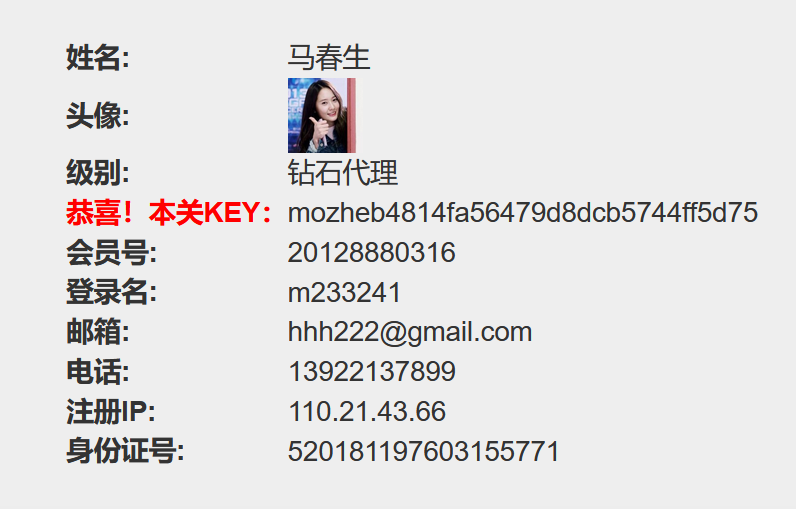 姓名: 马春生
头像:
级别: 钻石代理
恭喜！本关KEY： mozheb4814fa56479d8dcb5744ff5d75
会员号: 20128880316
登录名: m233241
邮箱: hhh222@gmail.com
电话: 13922137899
注册IP: 110.21.43.66
身份证号: 520181197603155771